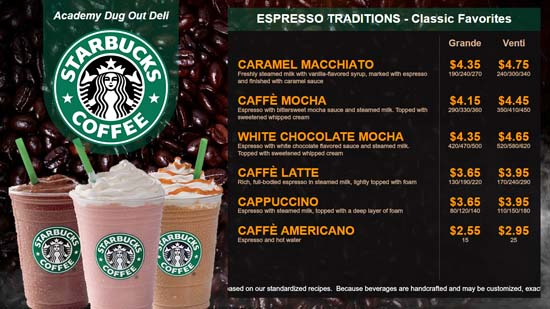 Academy Dug Out Deli
STARBUCKS
COFFEE
STARBUCKS
COFFEE
STARBUCKS
COFFEE
STARBUCKS
COFFEE
ESPRESSO TRADITIONS - Classic Favorites
Grande Venti
CARAMEL MACCHIATO $4.35 $4.75
Freshly steamed milk with vanilla-flavored syrup, marked with espresso 190/240/270 240/300/340
and finished with caramel sauce
CAFFÈ MOCHA $4.15 $4.45
Espresso with bittersweet mocha sauce and steamed milk. Topped with 290/330/360 350/410/450
sweetened whipped cream
WHITE CHOCOLATE MOCHA $4.35 $4.65
Espresso with white chocolate flavored sauce and steamed milk. 420/470/500 520/580/620
Topped with sweetened whipped cream
CAFFÈ LATTE $3.65 $3.95
Rich, full-bodied espresso in steamed milk, lightly topped with foam 130/190/220 170/240/290
CAPPUCCINO $3.65 $3.95
Espresso with steamed milk, topped with a deep layer of foam 80/120/140 110/150/180
CAFFÈ AMERICANO $2.55 $2.95
Espresso and hot water 15 25
ased on our standardized recipes. Because beverages are handcrafted and may be customized, exac